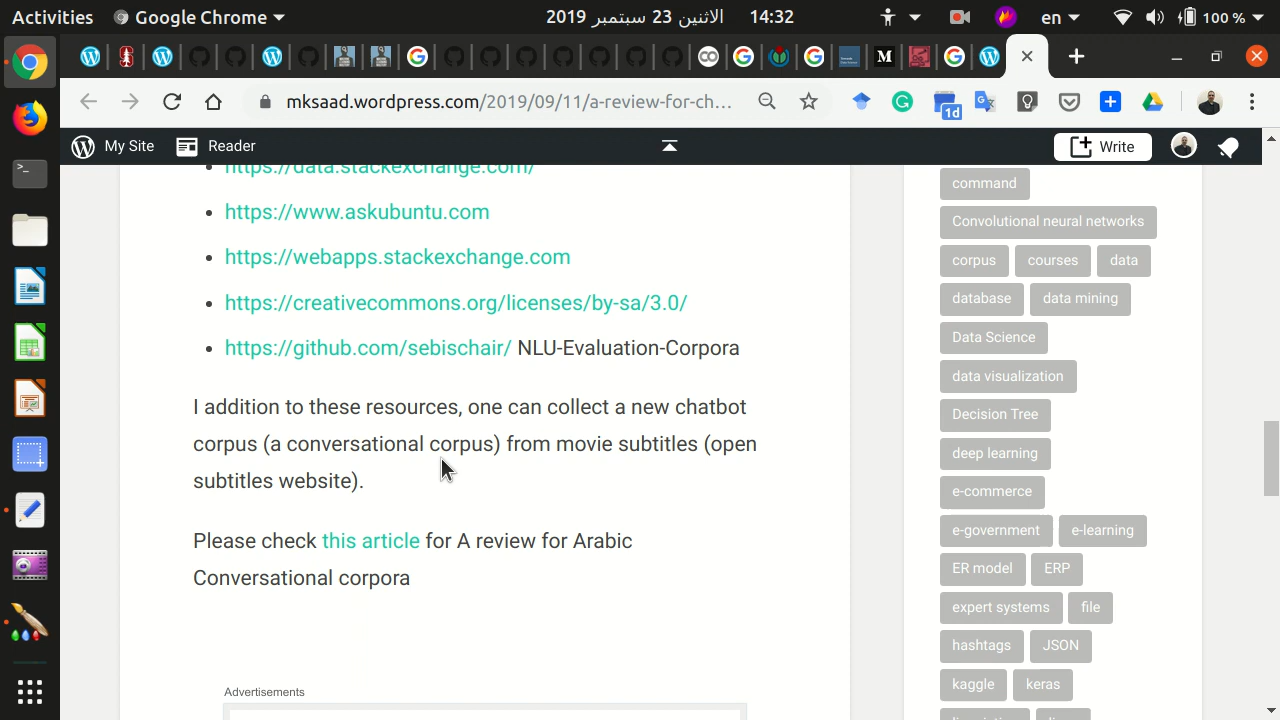 Activities
Google Chrome
الاثنين 23 سبتمبر 2019 14:32
en
100 %
mksaad.wordpress.com/2019/09/11/a-review-for-ch…
1d
My Site
Reader
Write
https://data.stackexchange.com/
https://www.askubuntu.com
https://webapps.stackexchange.com
https://creativecommons.org/licenses/by-sa/3.0/
https://github.com/sebischair/ NLU-Evaluation-Corpora
I addition to these resources, one can collect a new chatbot
corpus (a conversational corpus) from movie subtitles (open
subtitles website).
Please check this article for A review for Arabic
Conversational corpora
Advertisements
command
Convolutional neural networks
corpus courses data
database data mining
Data Science
data visualization
Decision Tree
deep learning
e-commerce
e-government e-learning
ER model ERP
expert systems file
hashtags JSON
kaggle keras